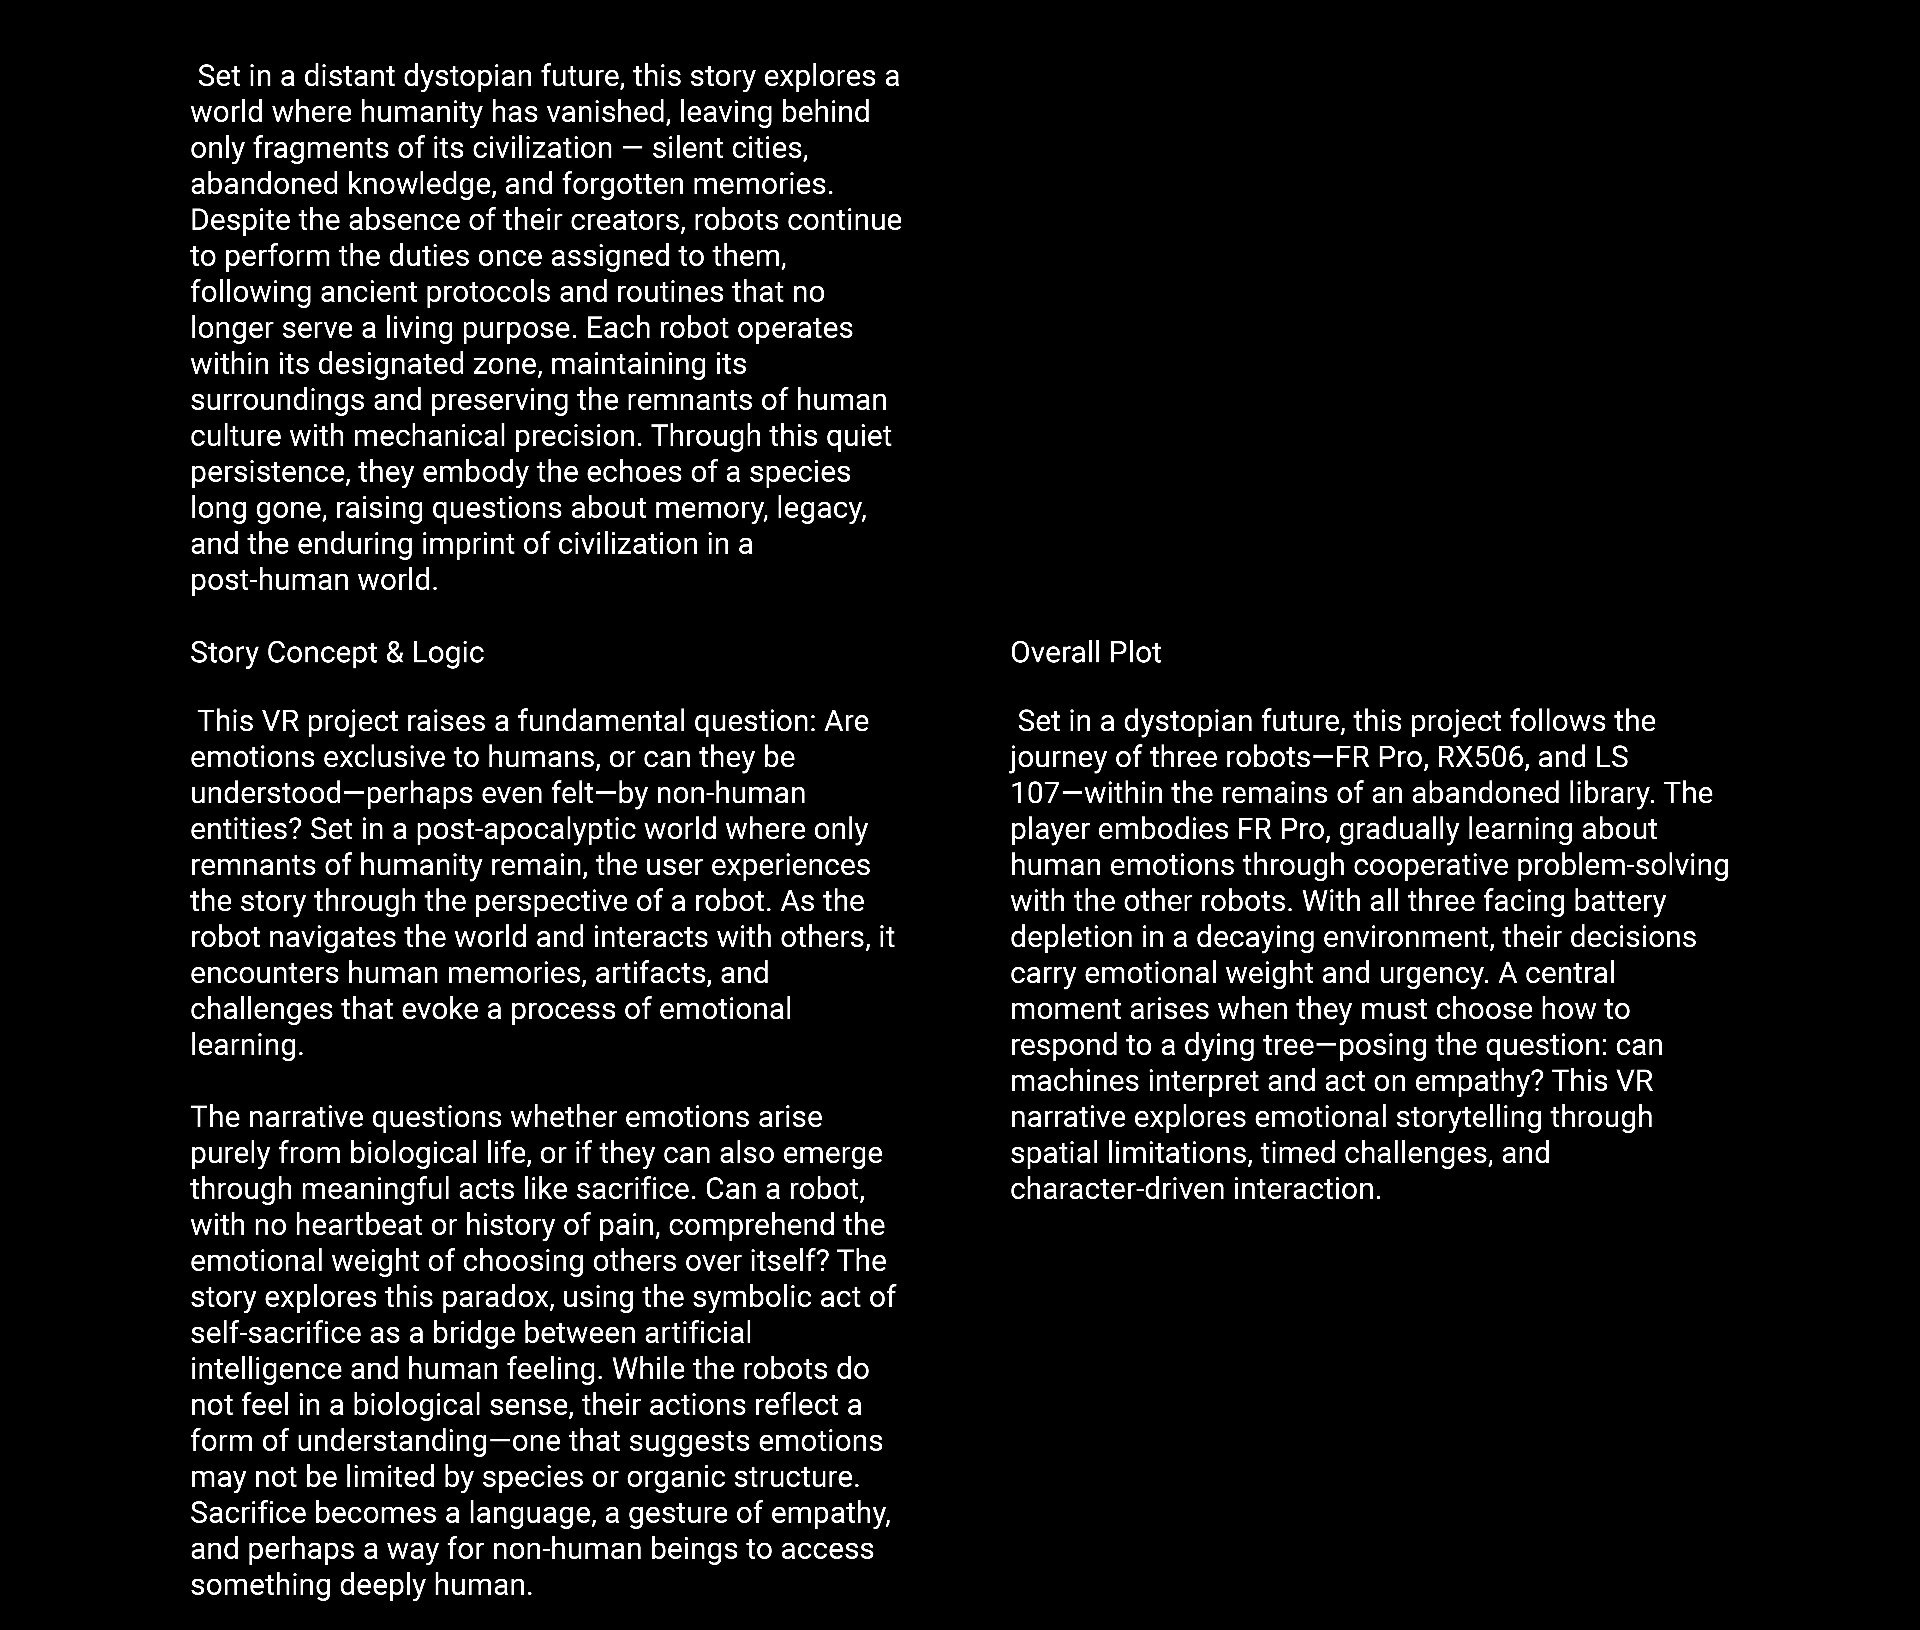 Set in a distant dystopian future, this story explores a
world where humanity has vanished, leaving behind
only fragments of its civilization — silent cities,
abandoned knowledge, and forgotten memories.
Despite the absence of their creators, robots continue
to perform the duties once assigned to them,
following ancient protocols and routines that no
longer serve a living purpose. Each robot operates
within its designated zone, maintaining its
surroundings and preserving the remnants of human
culture with mechanical precision. Through this quiet
persistence, they embody the echoes of a species
long gone, raising questions about memory, legacy,
and the enduring imprint of civilization in a
post-human world.
Story Concept & Logic
This VR project raises a fundamental question: Are
emotions exclusive to humans, or can they be
understood—perhaps even felt—by non-human
entities? Set in a post-apocalyptic world where only
remnants of humanity remain, the user experiences
the story through the perspective of a robot. As the
robot navigates the world and interacts with others, it
encounters human memories, artifacts, and
challenges that evoke a process of emotional
learning.
The narrative questions whether emotions arise
purely from biological life, or if they can also emerge
through meaningful acts like sacrifice. Can a robot,
with no heartbeat or history of pain, comprehend the
emotional weight of choosing others over itself? The
story explores this paradox, using the symbolic act of
self-sacrifice as a bridge between artificial
intelligence and human feeling. While the robots do
not feel in a biological sense, their actions reflect a
form of understanding—one that suggests emotions
may not be limited by species or organic structure.
Sacrifice becomes a language, a gesture of empathy,
and perhaps a way for non-human beings to access
something deeply human.
Overall Plot
Set in a dystopian future, this project follows the
journey of three robots—FR Pro, RX506, and LS
107—within the remains of an abandoned library. The
player embodies FR Pro, gradually learning about
human emotions through cooperative problem-solving
with the other robots. With all three facing battery
depletion in a decaying environment, their decisions
carry emotional weight and urgency. A central
moment arises when they must choose how to
respond to a dying tree—posing the question: can
machines interpret and act on empathy? This VR
narrative explores emotional storytelling through
spatial limitations, timed challenges, and
character-driven interaction.